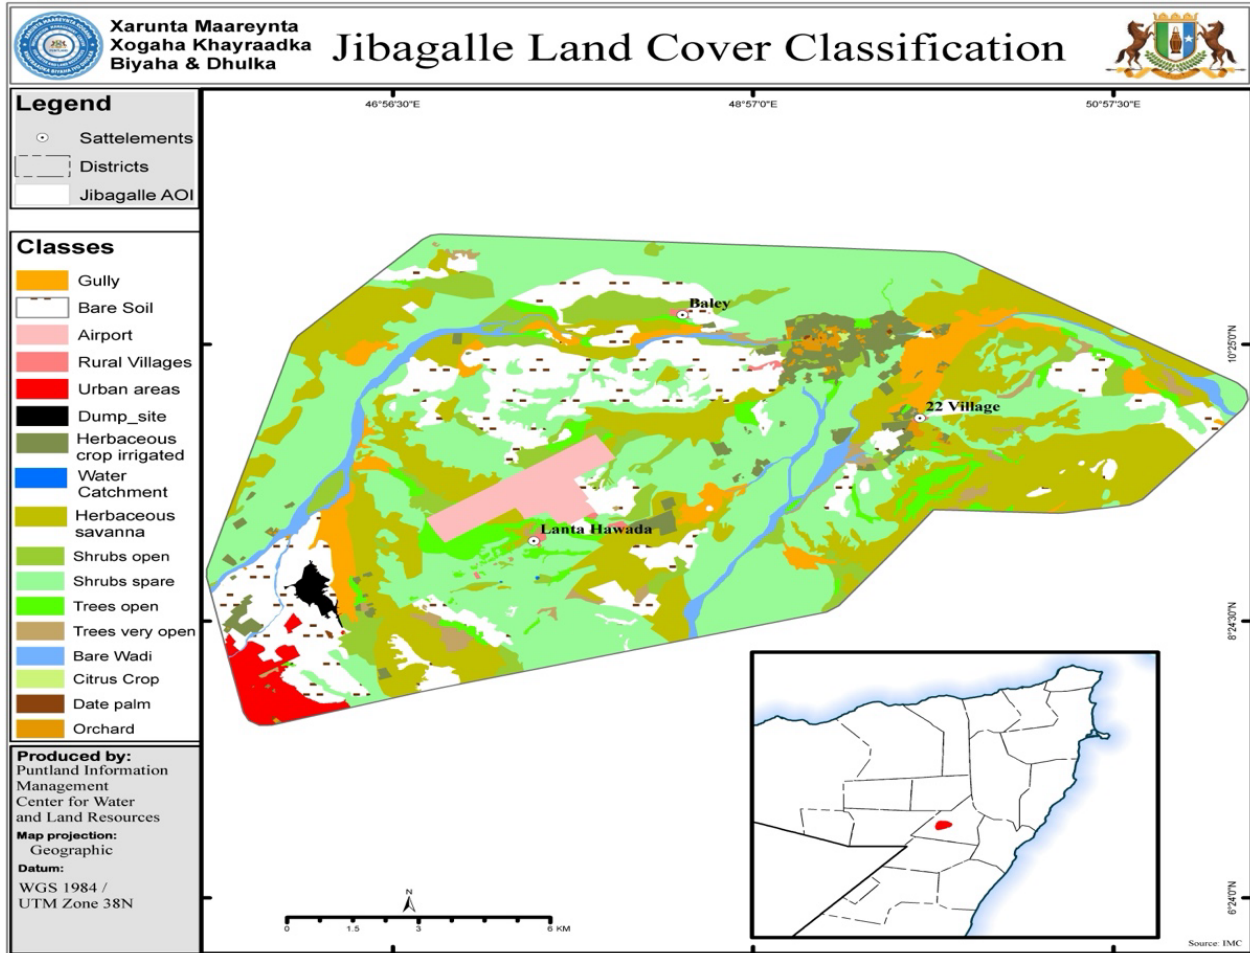 Xarunta Maareynta
Xogaha Khayraadka
Biyaha & Dhulka
Jibagalle Land Cover Classification
Legend
Sattelements
Districts
Jibagalle AOI
Classes
Gully
Bare Soil
Airport
Rural Villages
Urban areas
Dump_site
Herbaceous
crop irrigated
Water
Catchment
Herbaceous
savanna
Shrubs open
Shrubs spare
Trees open
Trees very open
Bare Wadi
Citrus Crop
Date palm
Orchard
Produced by:
Puntland Information
Management
Center for Water
and Land Resources
Map projection:
Geographic
Datum:
WGS 1984 /
UTM Zone 38N
46°56'30"E
48°57'0"E
50°57'30"E
10°25'0"N
8°24'30"N
6°24'0"N
Baley
22 Village
Lanta Hawada
N
0 1.5 3 6 KM
Source: IMC